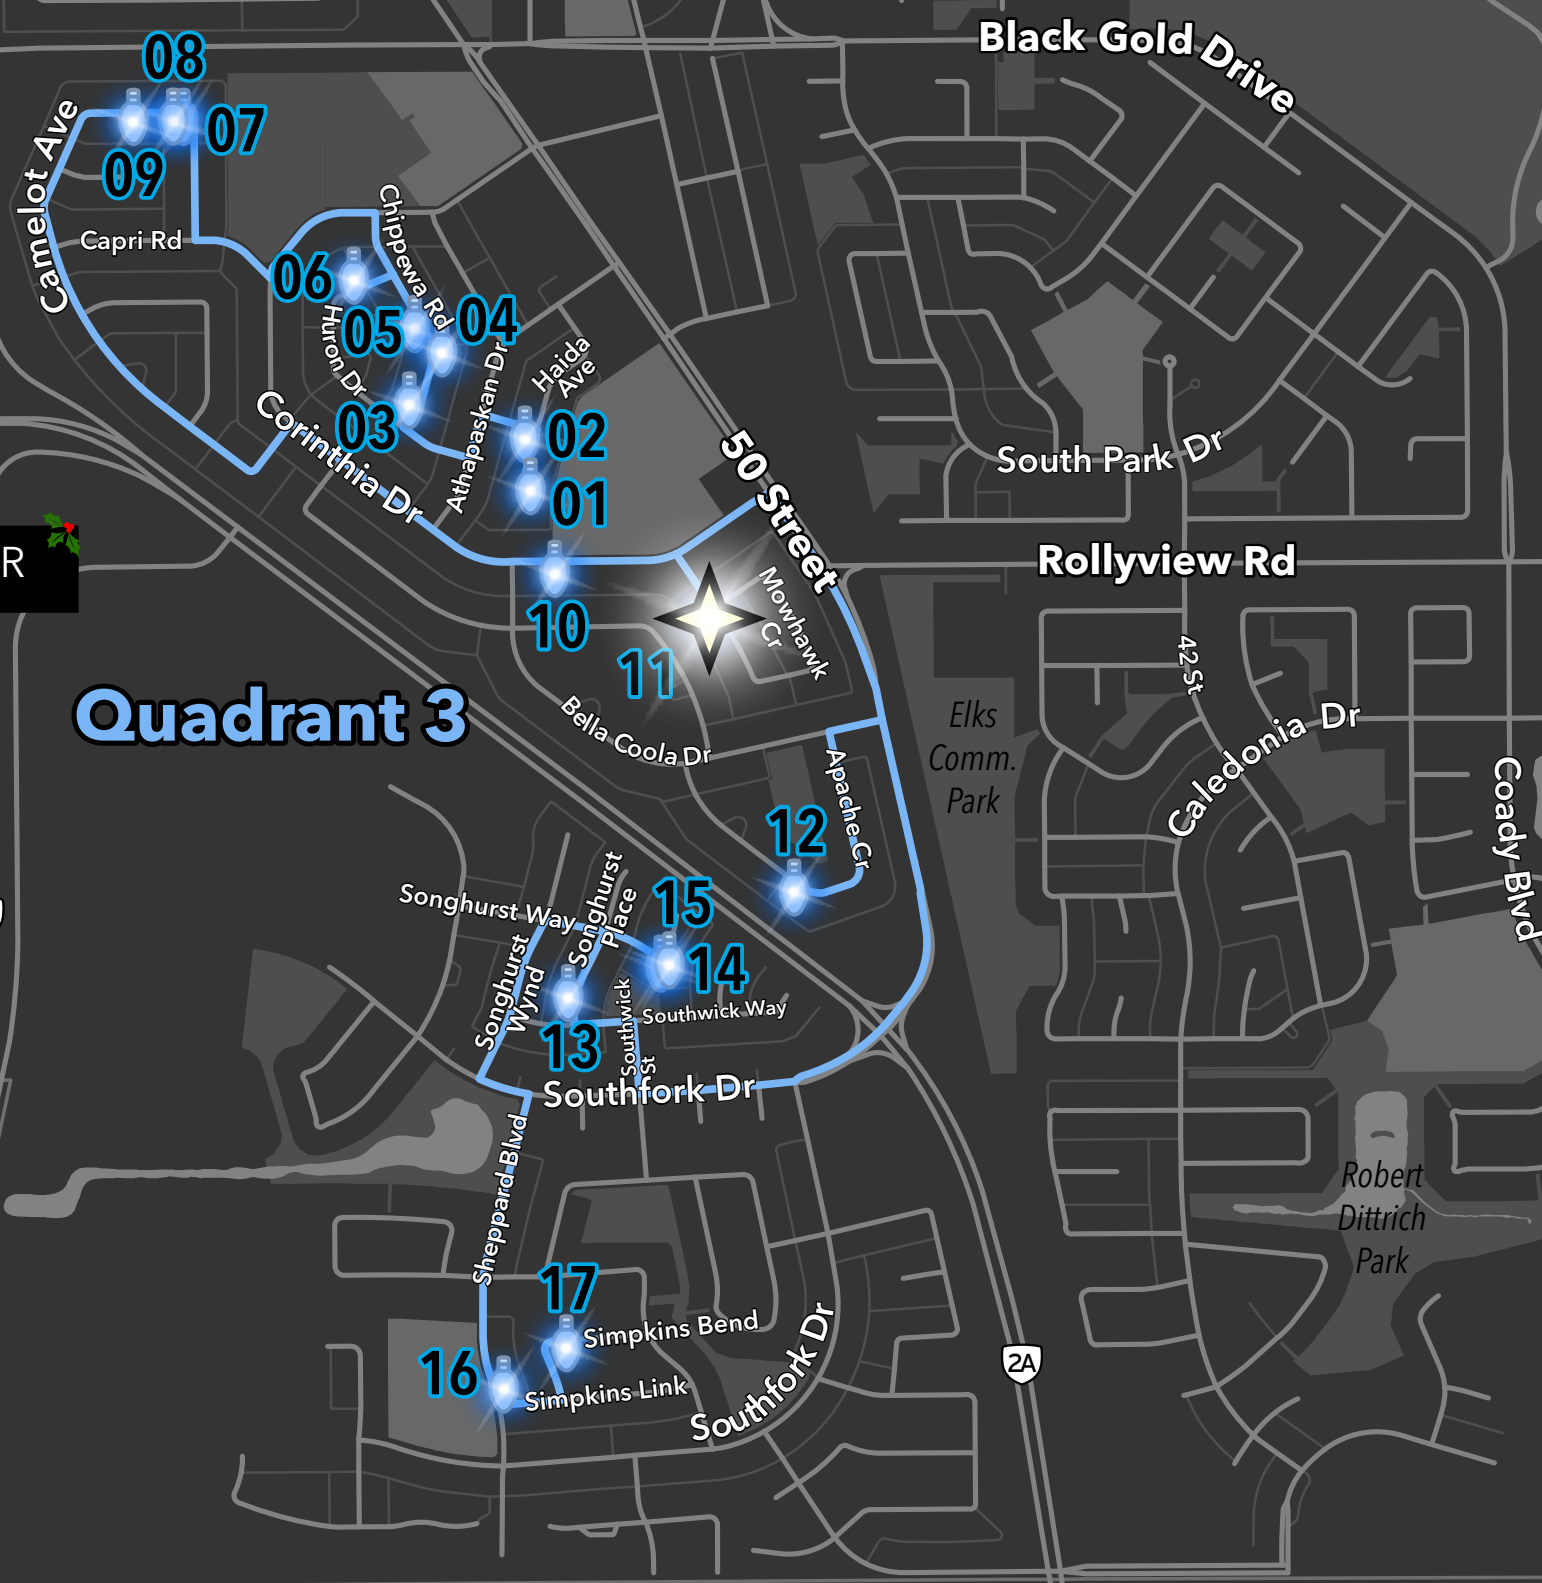 Black Gold Drive
08
07
09
Camelot Ave
Capri Rd
Chippewa Rd
06
05
04
Huron Dr
Haida
Ave
03
Athapaskan Dr
02
01
Corinthia Dr
50 Street
South Park Dr
R
Rollyview Rd
Mowhawk
Cr
10
11
42 St
Quadrant 3
Bella Coola Dr
Elks
Comm.
Park
Caledonia Dr
Apache Cr
Coady Blvd
12
Songhurst Way
Songhurst
Place
15
14
Songhurst
Wynd
Southwick
St
Southwick Way
13
Southfork Dr
Sheppard Blvd
Robert
Dittrich
Park
17
Simpkins Bend
16
Simpkins Link
Southfork Dr
2A